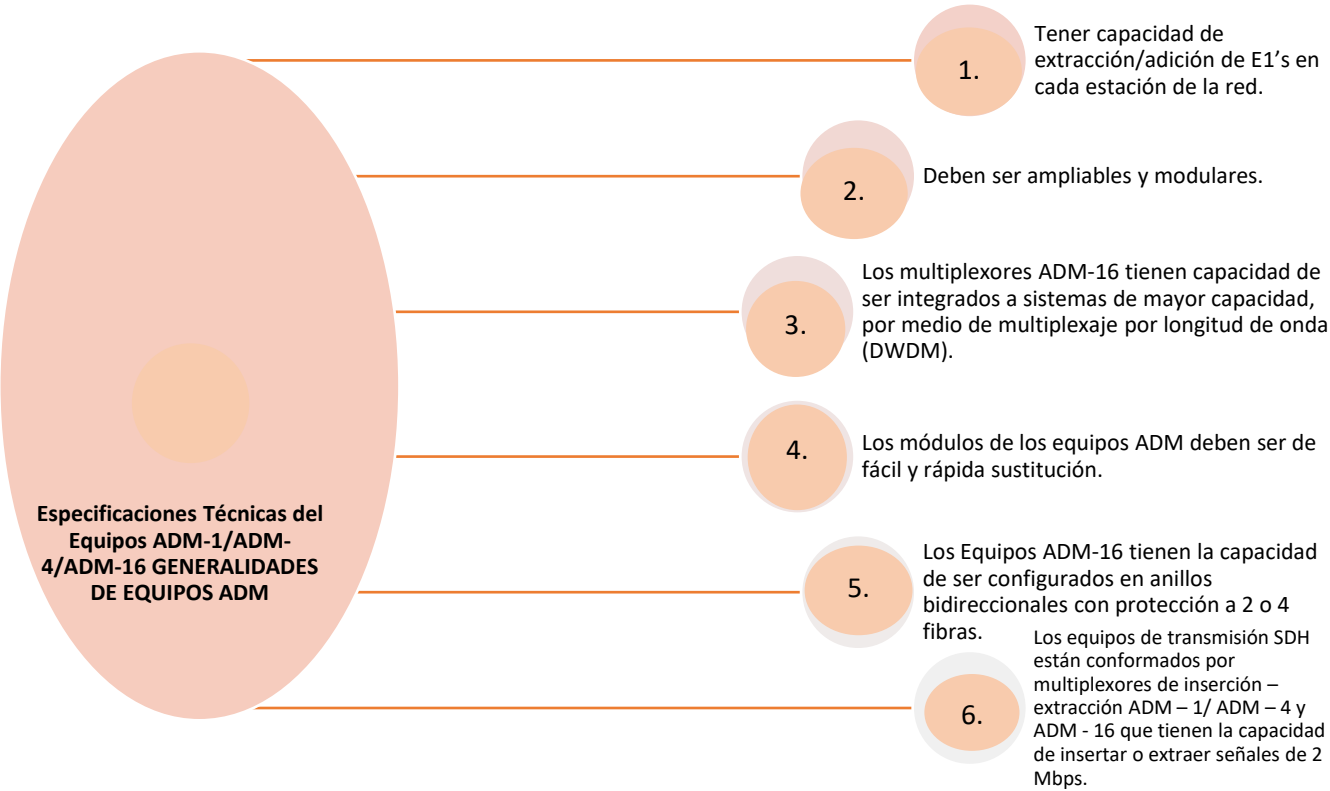 Especificaciones Técnicas del
Equipos ADM-1/ADM-
4/ADM-16 GENERALIDADES
DE EQUIPOS ADM
1.
Tener capacidad de
extracción/adición de E1’s en
cada estación de la red.
2.
Deben ser ampliables y modulares.
3.
Los multiplexores ADM-16 tienen capacidad de
ser integrados a sistemas de mayor capacidad,
por medio de multiplexaje por longitud de onda
(DWDM).
4.
Los módulos de los equipos ADM deben ser de
fácil y rápida sustitución.
5.
Los Equipos ADM-16 tienen la capacidad
de ser configurados en anillos
bidireccionales con protección a 2 o 4
fibras.
6.
Los equipos de transmisión SDH
están conformados por
multiplexores de inserción –
extracción ADM – 1/ ADM – 4 y
ADM - 16 que tienen la capacidad
de insertar o extraer señales de 2
Mbps.